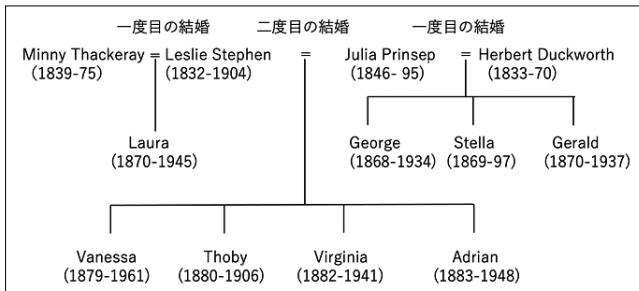 一度目の結婚 二度目の結婚 一度目の結婚
Minny Thackeray = Leslie Stephen = Julia Prinsep = Herbert Duckworth
(1839-75) (1832-1904) (1846- 95) (1833-70)
Laura George Stella Gerald
(1870-1945) (1868-1934) (1869-97) (1870-1937)
Vanessa Thoby Virginia Adrian
(1879-1961) (1880-1906) (1882-1941) (1883-1948)